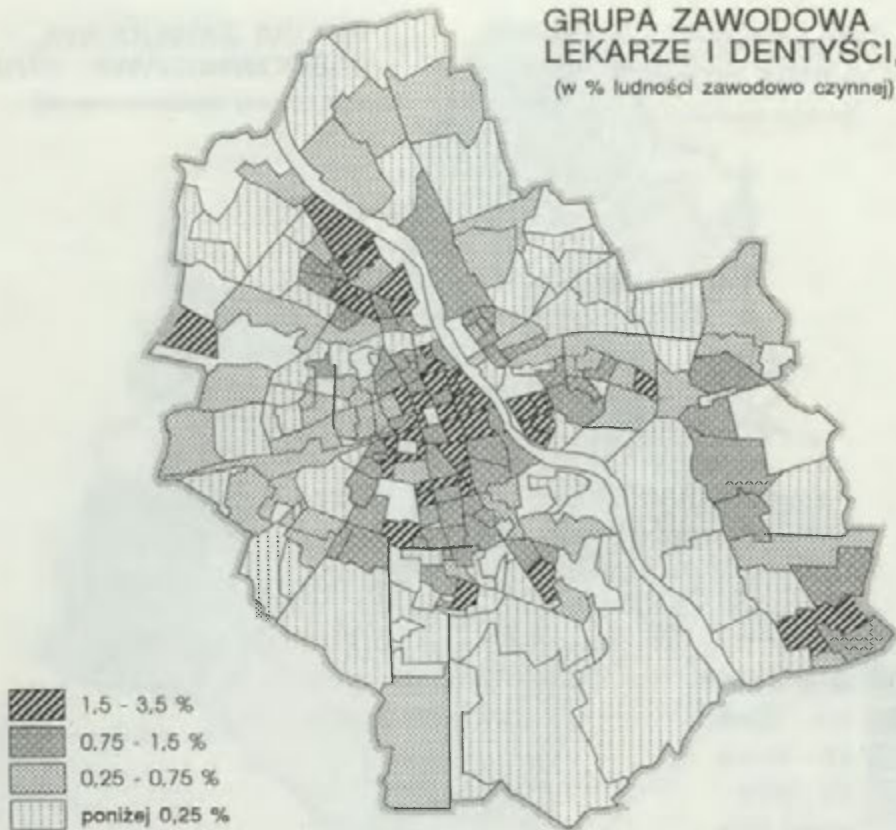 GRUPA ZAWODOWA
LEKARZE I DENTYŚCI,
(w % ludności zawodowo czynnej)
1,5 - 3,5 %
0,75 - 1,5 %
0,25 - 0,75 %
poniżej 0,25 %